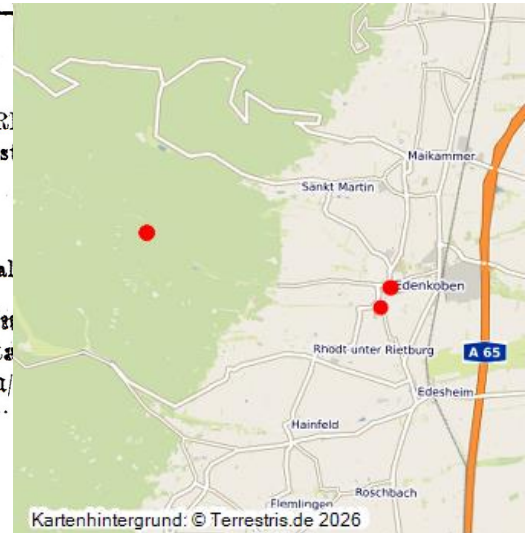 Maikammer
Sankt Martin
Edenkoben
Rhodt unter Rietburg
A 65
Edesheim
Hainfeld
Roschbach
Flemlingen
Kartenhintergrund: © Terrestris.de 2026